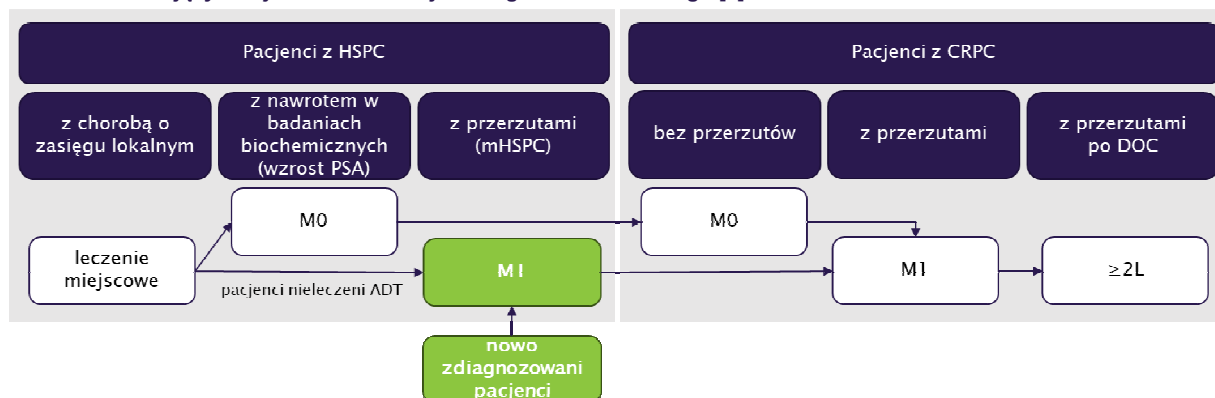 Pacjenci z HSPC
Pacjenci z CRPC
z chorobą o
zasięgu lokalnym
z nawrotem w
badaniach
biochemicznych
(wzrost PSA)
z przerzutami
(mHSPC)
bez przerzutów
z przerzutami
z przerzutami
po DOC
M0
M0
leczenie
miejscowe
M1
M1
≥2L
pacjenci nieleczeni ADT
nowo
zdiagnozowani
pacjenci